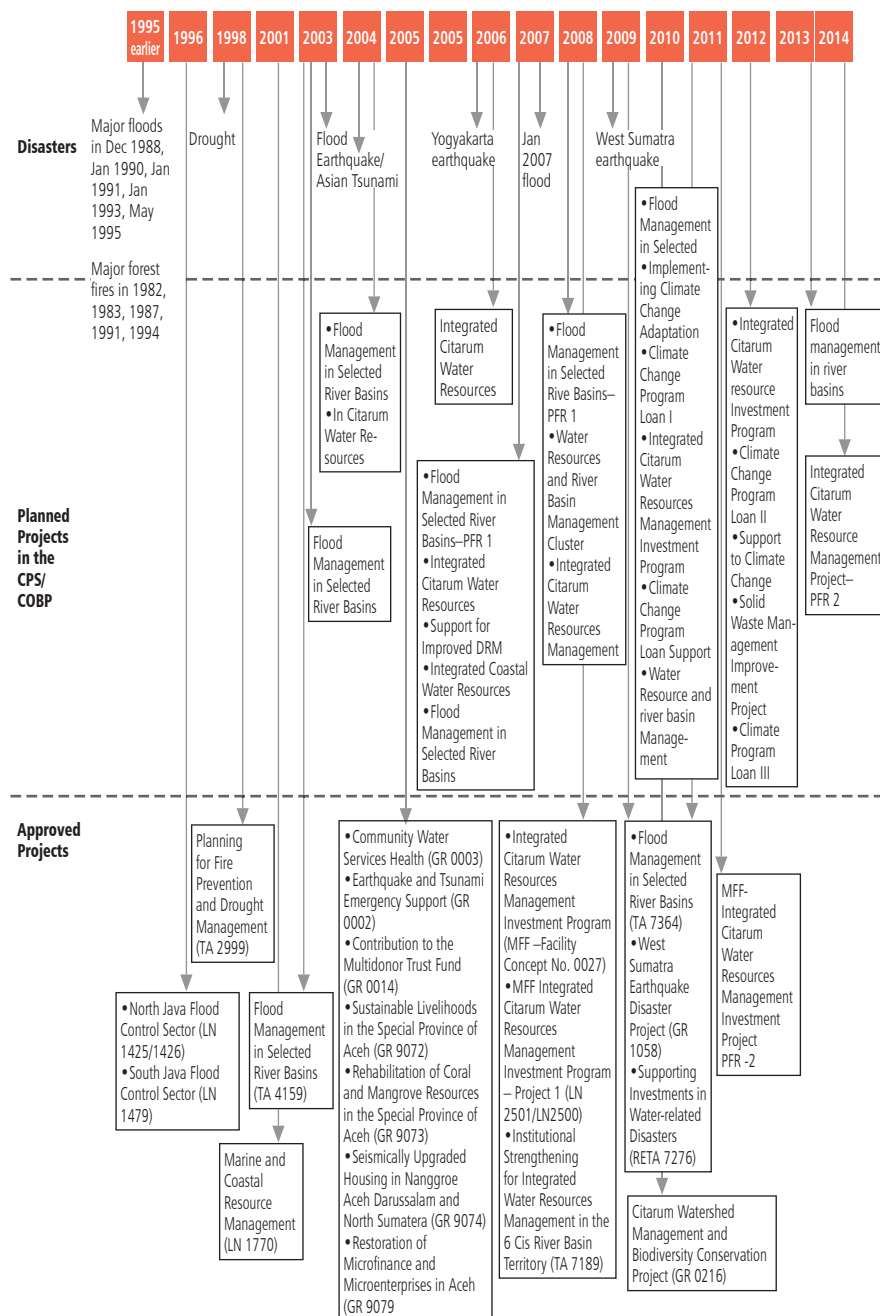 1995
earlier
1996
1998
2001
2003
2004
2005
2005
2006
2007
2008
2009
2010
2011
2012
2013
2014
Disasters
Major floods
in Dec 1988,
Jan 1990, Jan
1991, Jan
1993, May
1995
Major forest
fires in 1982,
1983, 1987,
1991, 1994
Drought
Flood
Earthquake/
Asian Tsunami
Yogyakarta
earthquake
Jan
2007
flood
West Sumatra
earthquake
Planned
Projects
in the
CPS/
COBP
•Flood
Management
in Selected
River Basins
•In Citarum
Water Re-
sources
Flood
Management
in Selected
River Basins
Integrated
Citarum
Water
Resources
•Flood
Management in
Selected River
Basins–PFR 1
•Integrated
Citarum Water
Resources
•Support for
Improved DRM
•Integrated Coastal
Water Resources
•Flood
Management in
Selected River
Basins
•Flood
Management
in Selected
Rive Basins–
PFR 1
•Water
Resources
and River
Basin
Management
Cluster
•Integrated
Citarum
Water
Resources
Management
•Flood
Management
in Selected
•Implement-
ing Climate
Change
Adaptation
•Climate
Change
Program
Loan I
•Integrated
Citarum
Water
Resources
Management
Investment
Program
•Climate
Change
Program
Loan Support
•Water
Resource and
river basin
Manage-
ment
•Integrated
Citarum
Water
resource
Investment
Program
•Climate
Change
Program
Loan II
•Support
to Climate
Change
•Solid
Waste Man-
agement
Improve-
ment
Project
•Climate
Program
Loan III
Flood
management
in river
basins
Integrated
Citarum
Water
Resource
Management
Project–
PFR 2
Approved
Projects
•North Java Flood
Control Sector (LN
1425/1426)
•South Java Flood
Control Sector (LN
1479)
Planning
for Fire
Prevention
and Drought
Management
(TA 2999)
Flood
Management
in Selected
River Basins
(TA 4159)
Marine and
Coastal
Resource
Management
(LN 1770)
•Community Water
Services Health (GR 0003)
•Earthquake and Tsunami
Emergency Support (GR
0002)
•Contribution to the
Multidonor Trust Fund
(GR 0014)
•Sustainable Livelihoods
in the Special Province of
Aceh (GR 9072)
•Rehabilitation of Coral
and Mangrove Resources
in the Special Province of
Aceh (GR 9073)
•Seismically Upgraded
Housing in Nanggroe
Aceh Darussalam and
North Sumatera (GR 9074)
•Restoration of
Microfinance and
Microenterprises in Aceh
(GR 9079
•Integrated
Citarum Water
Resources
Management
Investment Program
(MFF –Facility
Concept No. 0027)
•MFF Integrated
Citarum Water
Resources
Management
Investment Program
– Project 1 (LN
2501/LN2500)
•Institutional
Strengthening
for Integrated
Water Resources
Management in the
6 Cis River Basin
Territory (TA 7189)
•Flood
Management
in Selected
River Basins
(TA 7364)
•West
Sumatra
Earthquake
Disaster
Project (GR
1058)
•Supporting
Investments in
Water-related
Disasters
(RETA 7276)
Citarum Watershed
Management and
Biodiversity Conservation
Project (GR 0216)
MFF-
Integrated
Citarum
Water
Resources
Management
Investment
Project
PFR -2